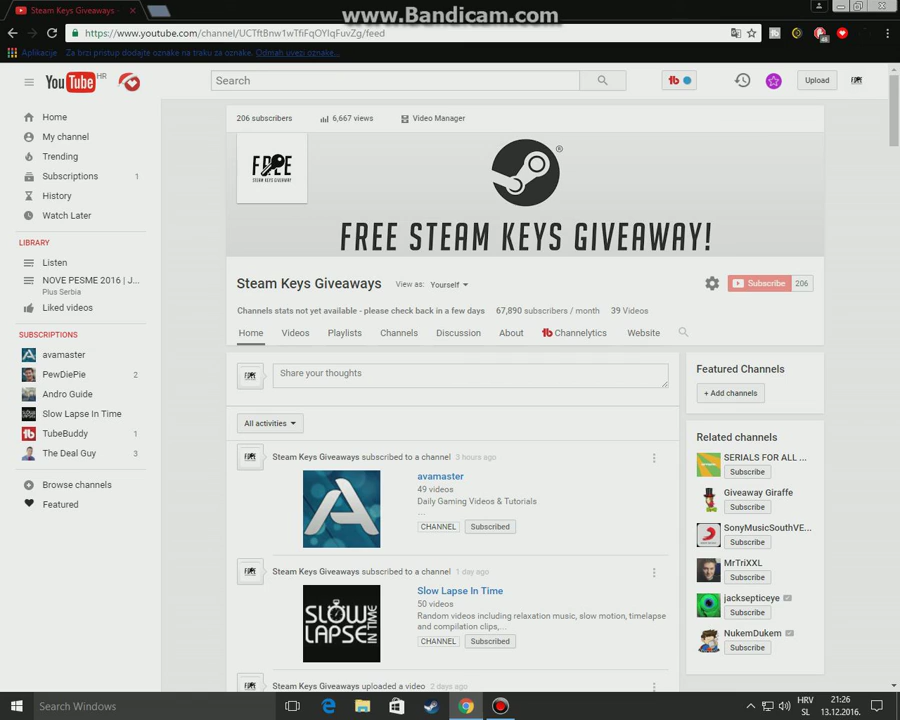 www.Bandicam.com
Steam Keys Giveaways
https://www.youtube.com/channel/UCTftBnw1wTfiFqOYIqFuvZg/feed
Aplikacije Za brzi pristup dodajte oznake na traku za oznake. Odmah uvezi oznake...
YouTube HR
Search
Upload
Home
My channel
Trending
Subscriptions 1
History
Watch Later
LIBRARY
Listen
NOVE PESME 2016 | J...
Plus Serbia
Liked videos
SUBSCRIPTIONS
avamaster
PewDiePie 2
Andro Guide
Slow Lapse In Time
TubeBuddy 1
The Deal Guy 3
Browse channels
Featured
206 subscribers 6,667 views Video Manager
FREE
STEAM KEYS GIVEAWAY
FREE STEAM KEYS GIVEAWAY!
Steam Keys Giveaways View as: Yourself
Subscribe 206
Channels stats not yet available - please check back in a few days 67,890 subscribers / month 39 Videos
Home Videos Playlists Channels Discussion About Channelytics Website
Share your thoughts
All activities
Steam Keys Giveaways subscribed to a channel 3 hours ago
avamaster
49 videos
Daily Gaming Videos & Tutorials
...
CHANNEL Subscribed
Steam Keys Giveaways subscribed to a channel 1 day ago
SLOW
LAPSE
IN TIME
Slow Lapse In Time
50 videos
Random videos including relaxation music, slow motion, timelapse
and compilation clips,...
CHANNEL Subscribed
Steam Keys Giveaways uploaded a video 2 days ago
Featured Channels
+ Add channels
Related channels
SERIALS FOR ALL ...
Subscribe
Giveaway Giraffe
Subscribe
SonyMusicSouthVE...
Subscribe
MrTriXXL
Subscribe
jacksepticeye
Subscribe
NukemDukem
Subscribe
Search Windows
HRV
SL
21:26
13.12.2016.